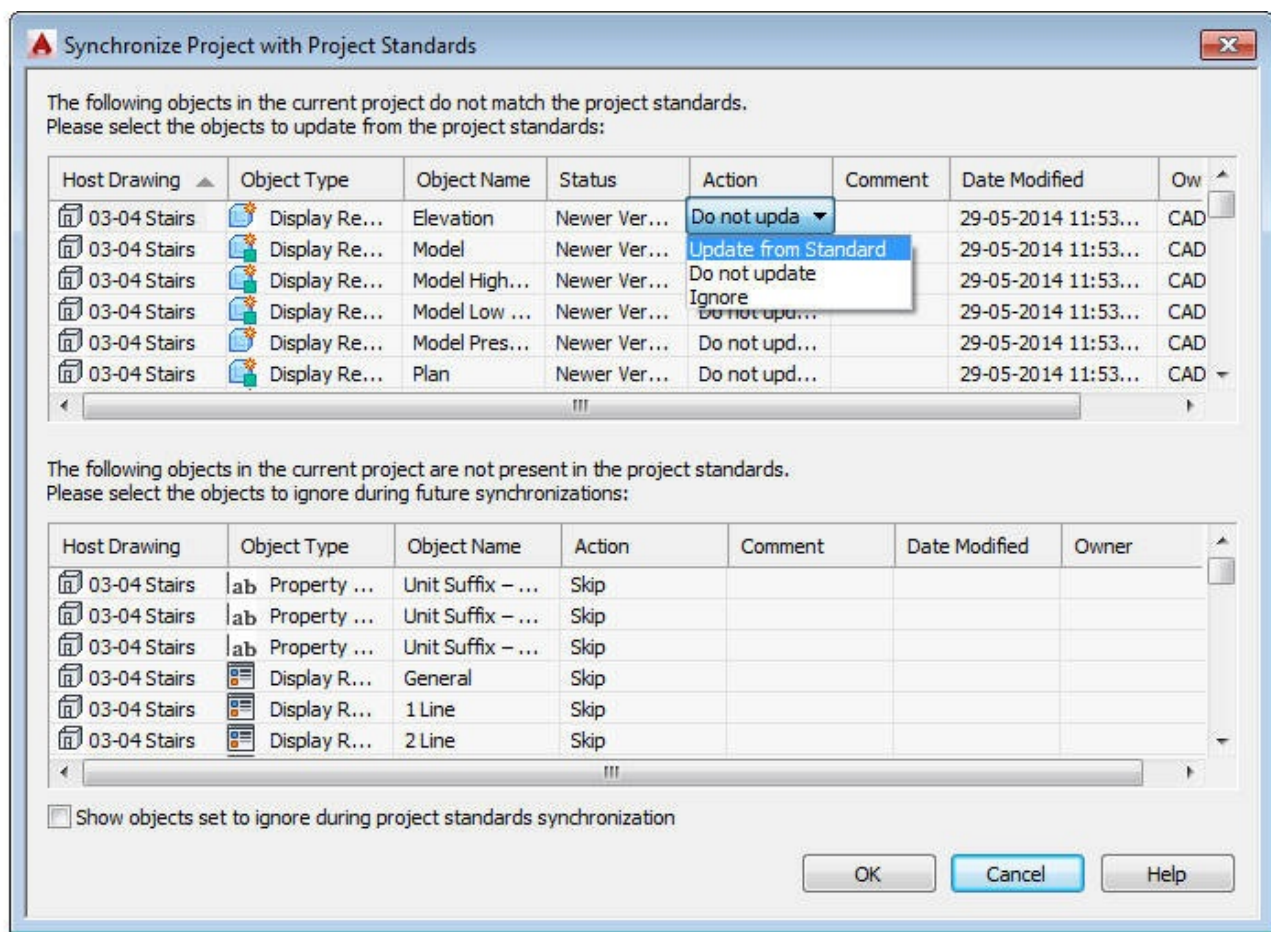 Synchronize Project with Project Standards
The following objects in the current project do not match the project standards.
Please select the objects to update from the project standards:
Host Drawing Object Type Object Name Status Action Comment Date Modified Ow
03-04 Stairs Display Re... Elevation Newer Ver... Do not upda 29-05-2014 11:53... CAD
03-04 Stairs Display Re... Model Newer Ver... Update from Standard 29-05-2014 11:53... CAD
Do not update
03-04 Stairs Display Re... Model High... Newer Ver... 29-05-2014 11:53... CAD
Ignore
03-04 Stairs Display Re... Model Low ... Newer Ver... Do not upd... 29-05-2014 11:53... CAD
03-04 Stairs Display Re... Model Pres... Newer Ver... Do not upd... 29-05-2014 11:53... CAD
03-04 Stairs Display Re... Plan Newer Ver... Do not upd... 29-05-2014 11:53... CAD
The following objects in the current project are not present in the project standards.
Please select the objects to ignore during future synchronizations:
Host Drawing Object Type Object Name Action Comment Date Modified Owner
03-04 Stairs ab Property ... Unit Suffix – ... Skip
03-04 Stairs ab Property ... Unit Suffix – ... Skip
03-04 Stairs ab Property ... Unit Suffix – ... Skip
03-04 Stairs Display R... General Skip
03-04 Stairs Display R... 1 Line Skip
03-04 Stairs Display R... 2 Line Skip
Show objects set to ignore during project standards synchronization
OK Cancel Help